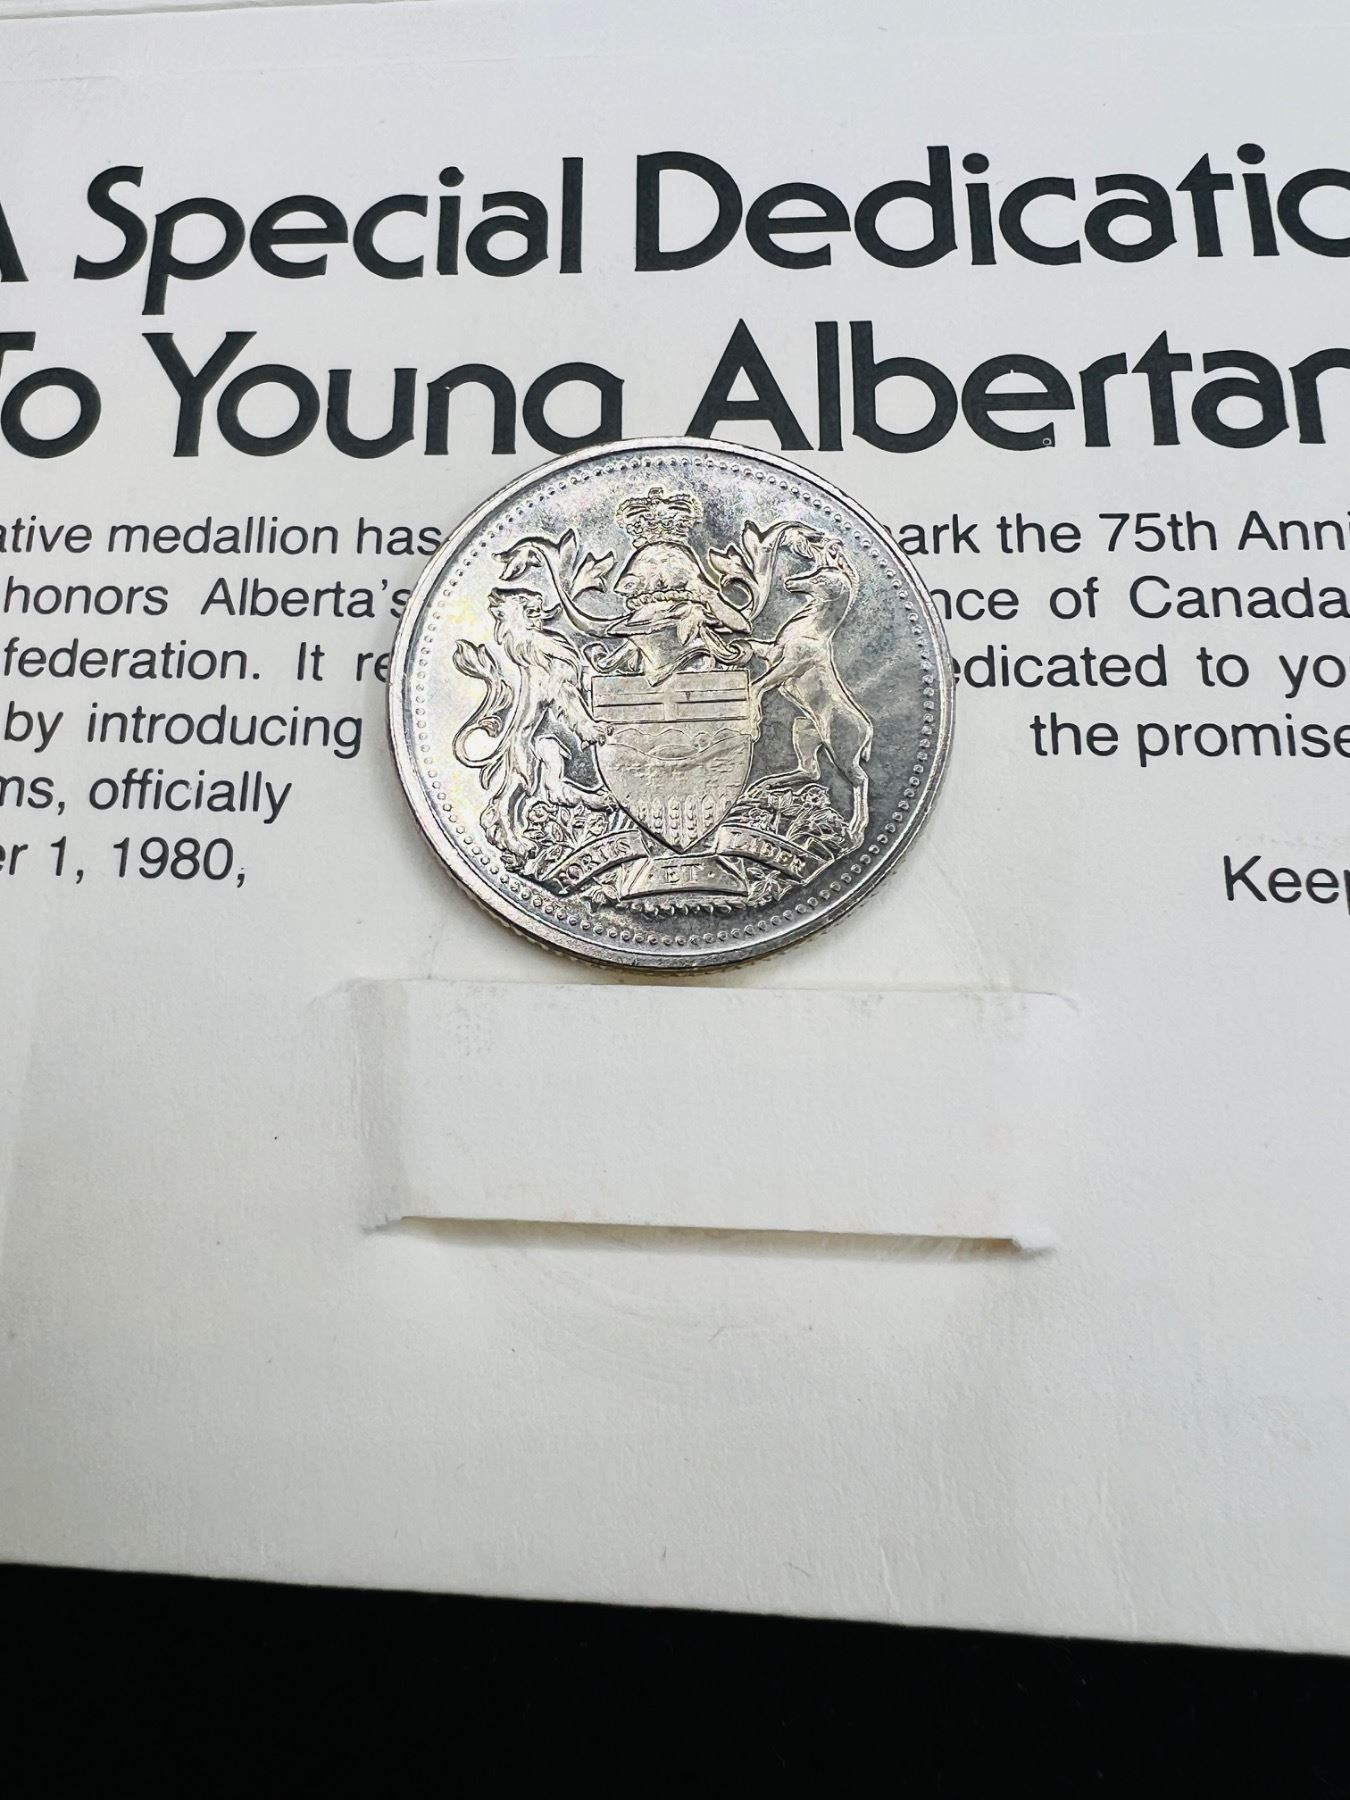 A Special Dedicatio
To Young Albertan
ative medallion has ark the 75th Anni
honors Alberta's nce of Canada
federation. It re edicated to yo
by introducing the promise
ms, officially
er 1, 1980,
Keep
FORTIS ET LIBER